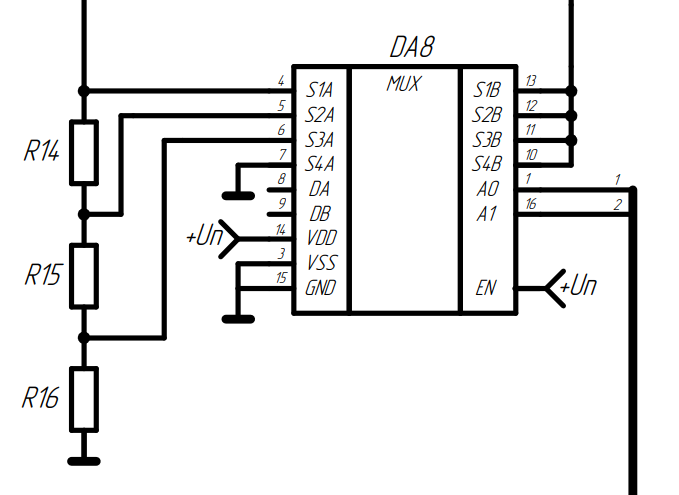 DA8
MUX
4 S1A
5 S2A
6 S3A
7 S4A
8 DA
9 DB
+Un 14 VDD
3 VSS
15 GND
S1B 13
S2B 12
S3B 11
S4B 10
A0 1 1
A1 16 2
EN +Un
R14
R15
R16